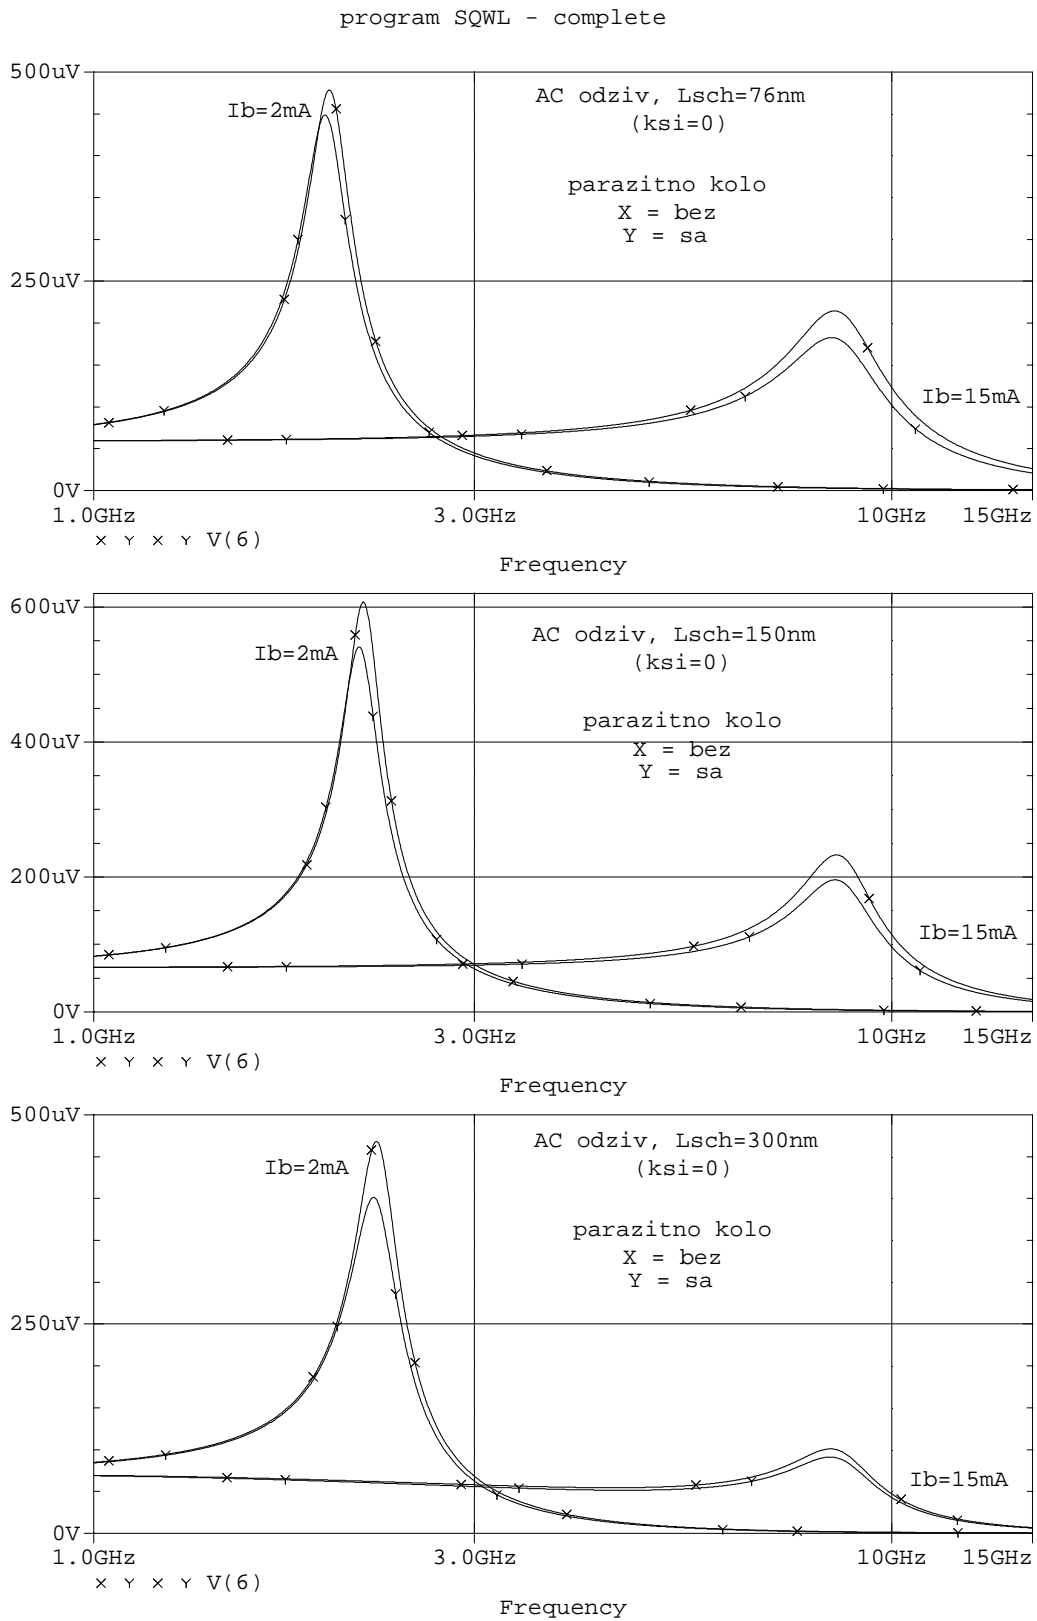 program SQWL - complete
500uV
Ib=2mA
AC odziv, Lsch=76nm
(ksi=0)
parazitno kolo
X = bez
Y = sa
250uV
Ib=15mA
0V
1.0GHz 3.0GHz 10GHz 15GHz
V(6)
Frequency
600uV
Ib=2mA
AC odziv, Lsch=150nm
(ksi=0)
parazitno kolo
400uV
X = bez
Y = sa
200uV
Ib=15mA
0V
1.0GHz 3.0GHz 10GHz 15GHz
V(6)
Frequency
500uV
Ib=2mA
AC odziv, Lsch=300nm
(ksi=0)
parazitno kolo
X = bez
Y = sa
250uV
Ib=15mA
0V
1.0GHz 3.0GHz 10GHz 15GHz
V(6)
Frequency